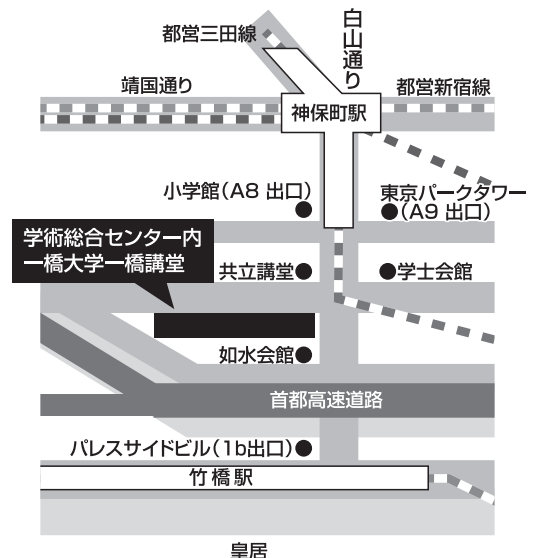 白山通り
都営三田線
靖国通り
都営新宿線
神保町駅
小学館（A8 出口）
東京パークタワー
（A9 出口）
学術総合センター内
一橋大学一橋講堂
共立講堂
学士会館
如水会館
首都高速道路
パレスサイドビル（1b出口）
竹橋駅
皇居